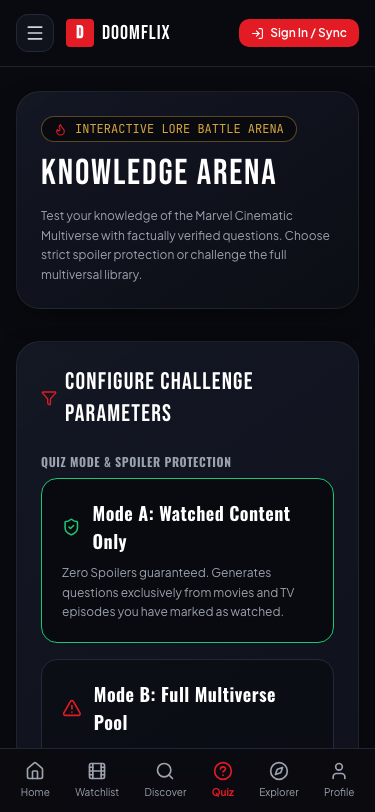 D DOOMFLIX Sign In / Sync
INTERACTIVE LORE BATTLE ARENA
KNOWLEDGE ARENA
Test your knowledge of the Marvel Cinematic
Multiverse with factually verified questions. Choose
strict spoiler protection or challenge the full
multiversal library.
CONFIGURE CHALLENGE
PARAMETERS
QUIZ MODE & SPOILER PROTECTION
Mode A: Watched Content
Only
Zero Spoilers guaranteed. Generates
questions exclusively from movies and TV
episodes you have marked as watched.
Mode B: Full Multiverse
Pool
Home Watchlist Discover Quiz Explorer Profile